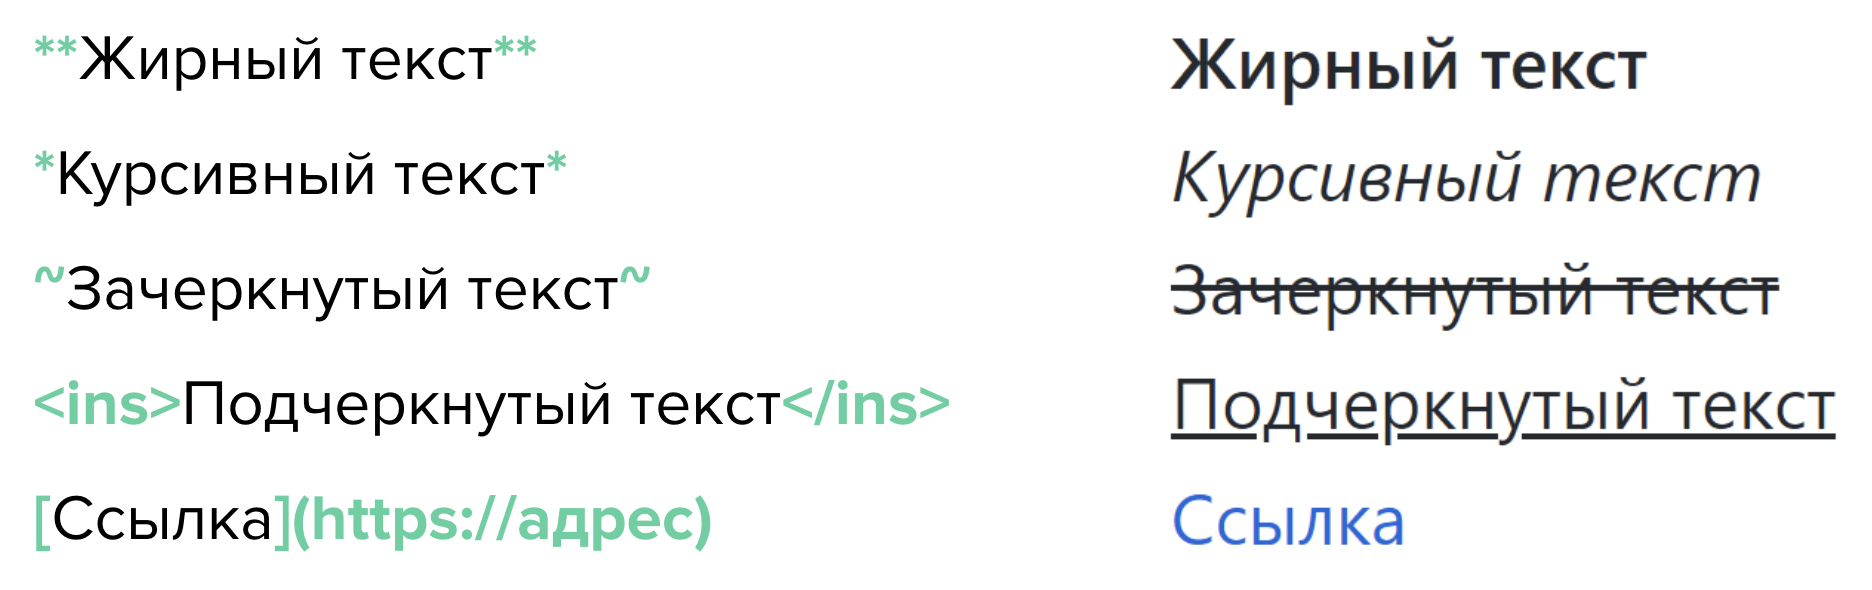 **Жирный текст** Жирный текст
*Курсивный текст* Курсивный текст
~Зачеркнутый текст~ Зачеркнутый текст
<ins>Подчеркнутый текст</ins> Подчеркнутый текст
[Ссылка](https://адрес) Ссылка